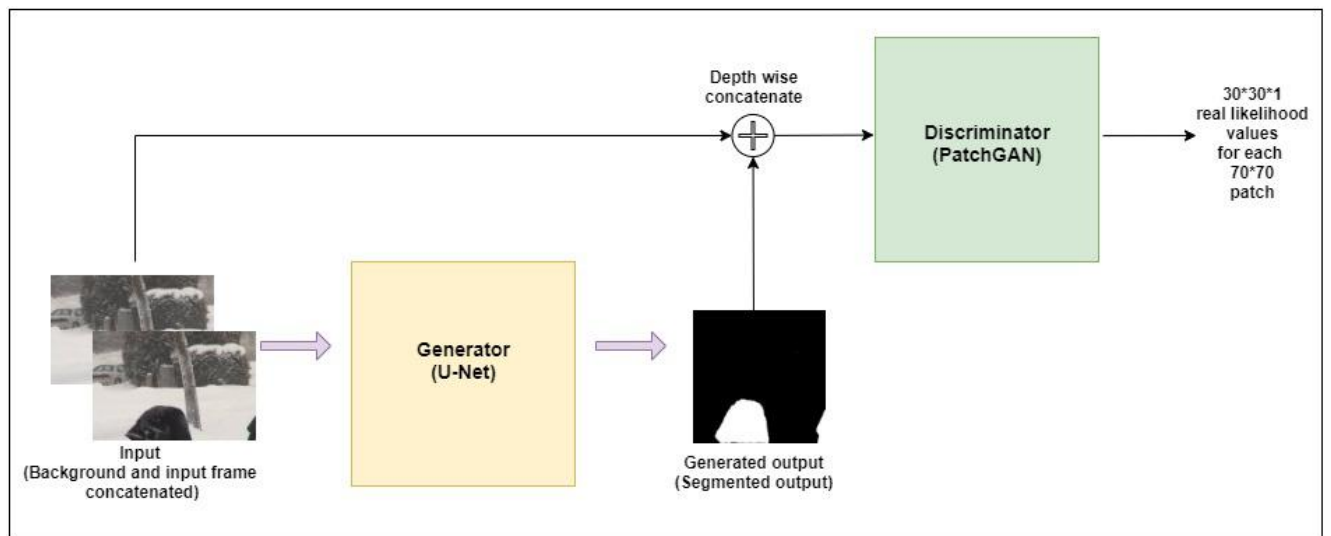 Depth wise
concatenate
Discriminator
(PatchGAN)
30*30*1
real likelihood
values
for each
70*70
patch
Generator
(U-Net)
Input
(Background and input frame
concatenated)
Generated output
(Segmented output)